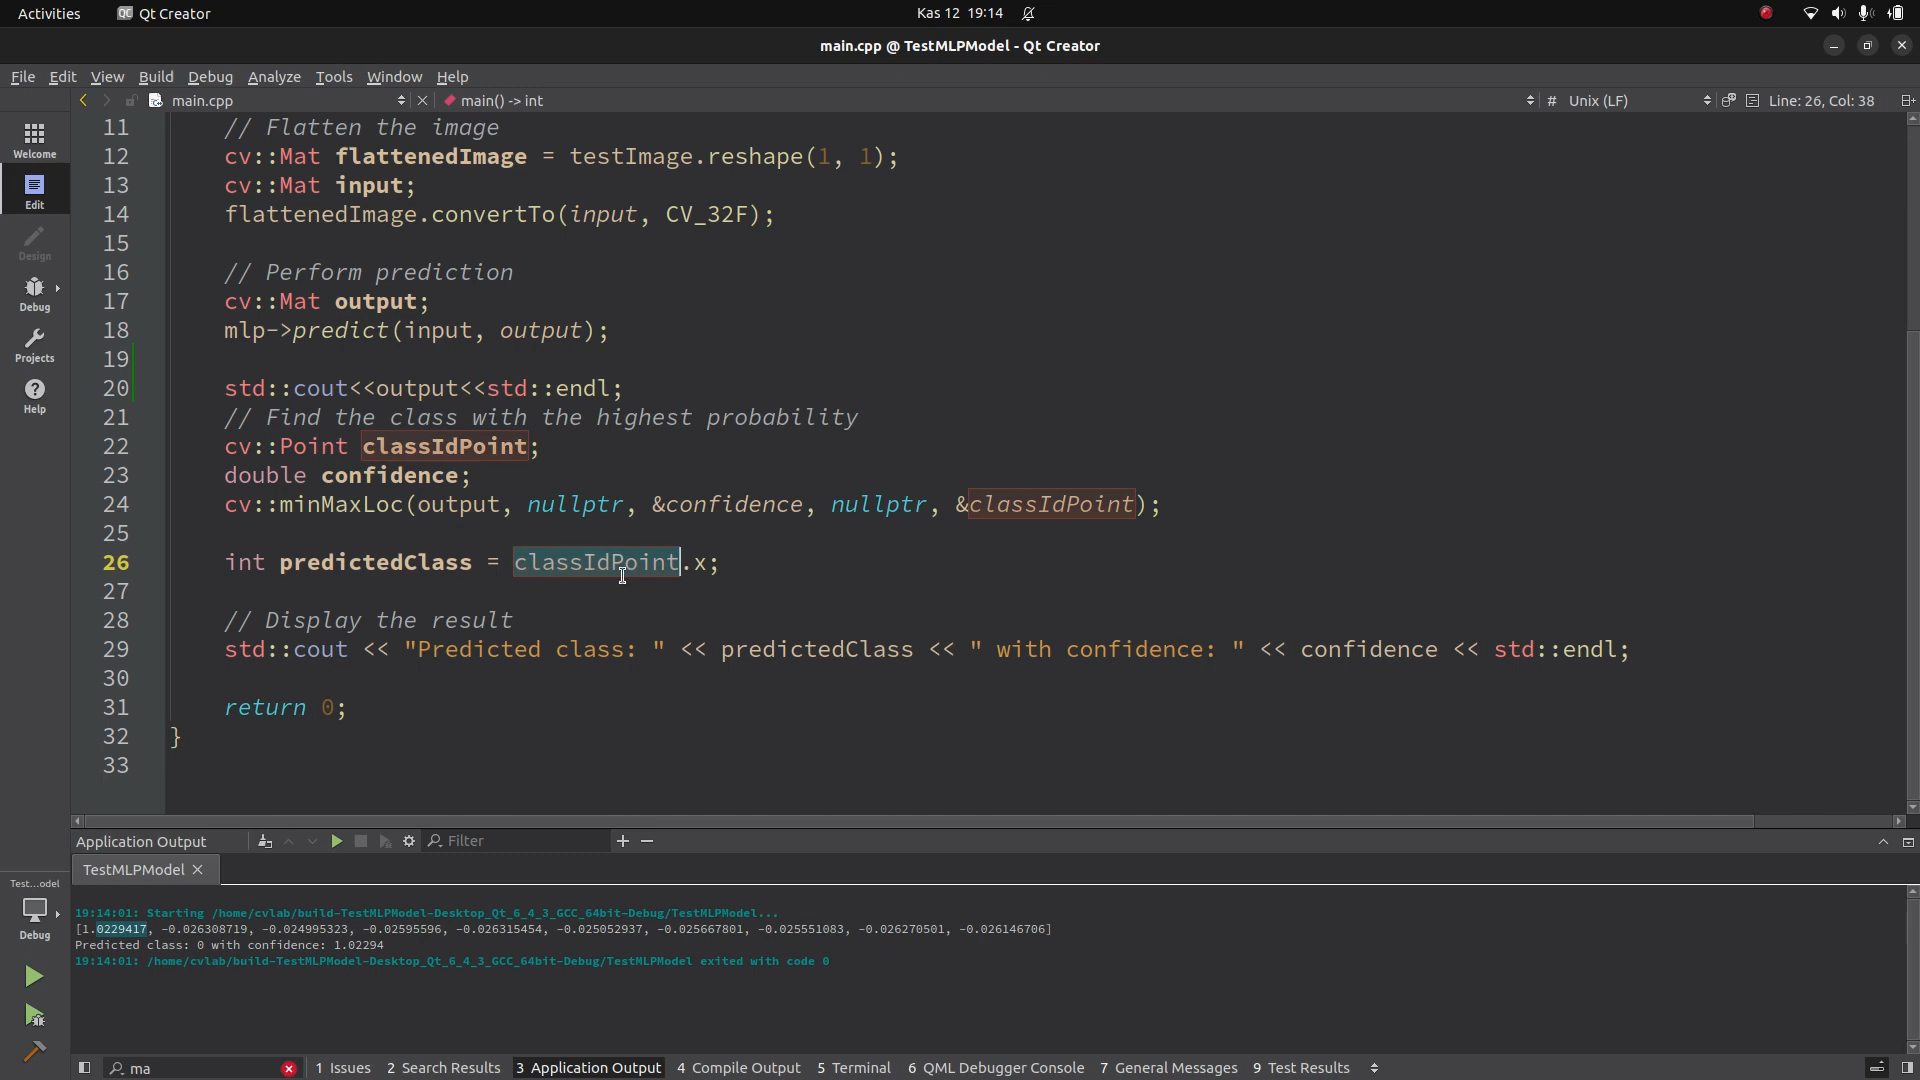 Activities Qt Creator Kas 12 19:14
main.cpp @ TestMLPModel - Qt Creator
File Edit View Build Debug Analyze Tools Window Help
main.cpp main() -> int # Unix (LF) Line: 26, Col: 38
11 // Flatten the image
12 cv::Mat flattenedImage = testImage.reshape(1, 1);
13 cv::Mat input;
14 flattenedImage.convertTo(input, CV_32F);
15
16 // Perform prediction
17 cv::Mat output;
18 mlp->predict(input, output);
19
20 std::cout<<output<<std::endl;
21 // Find the class with the highest probability
22 cv::Point classIdPoint;
23 double confidence;
24 cv::minMaxLoc(output, nullptr, &confidence, nullptr, &classIdPoint);
25
26 int predictedClass = classIdPoint.x;
27
28 // Display the result
29 std::cout << "Predicted class: " << predictedClass << " with confidence: " << confidence << std::endl;
30
31 return 0;
32 }
33
Welcome
Edit
Design
Debug
Projects
Help
Application Output Filter
TestMLPModel
19:14:01: Starting /home/cvlab/build-TestMLPModel-Desktop_Qt_6_4_3_GCC_64bit-Debug/TestMLPModel...
[1.0229417, -0.026308719, -0.024995323, -0.02595596, -0.026315454, -0.025052937, -0.025667801, -0.025551083, -0.026270501, -0.026146706]
Predicted class: 0 with confidence: 1.02294
19:14:01: /home/cvlab/build-TestMLPModel-Desktop_Qt_6_4_3_GCC_64bit-Debug/TestMLPModel exited with code 0
Test...odel
Debug
ma 1 Issues 2 Search Results 3 Application Output 4 Compile Output 5 Terminal 6 QML Debugger Console 7 General Messages 9 Test Results